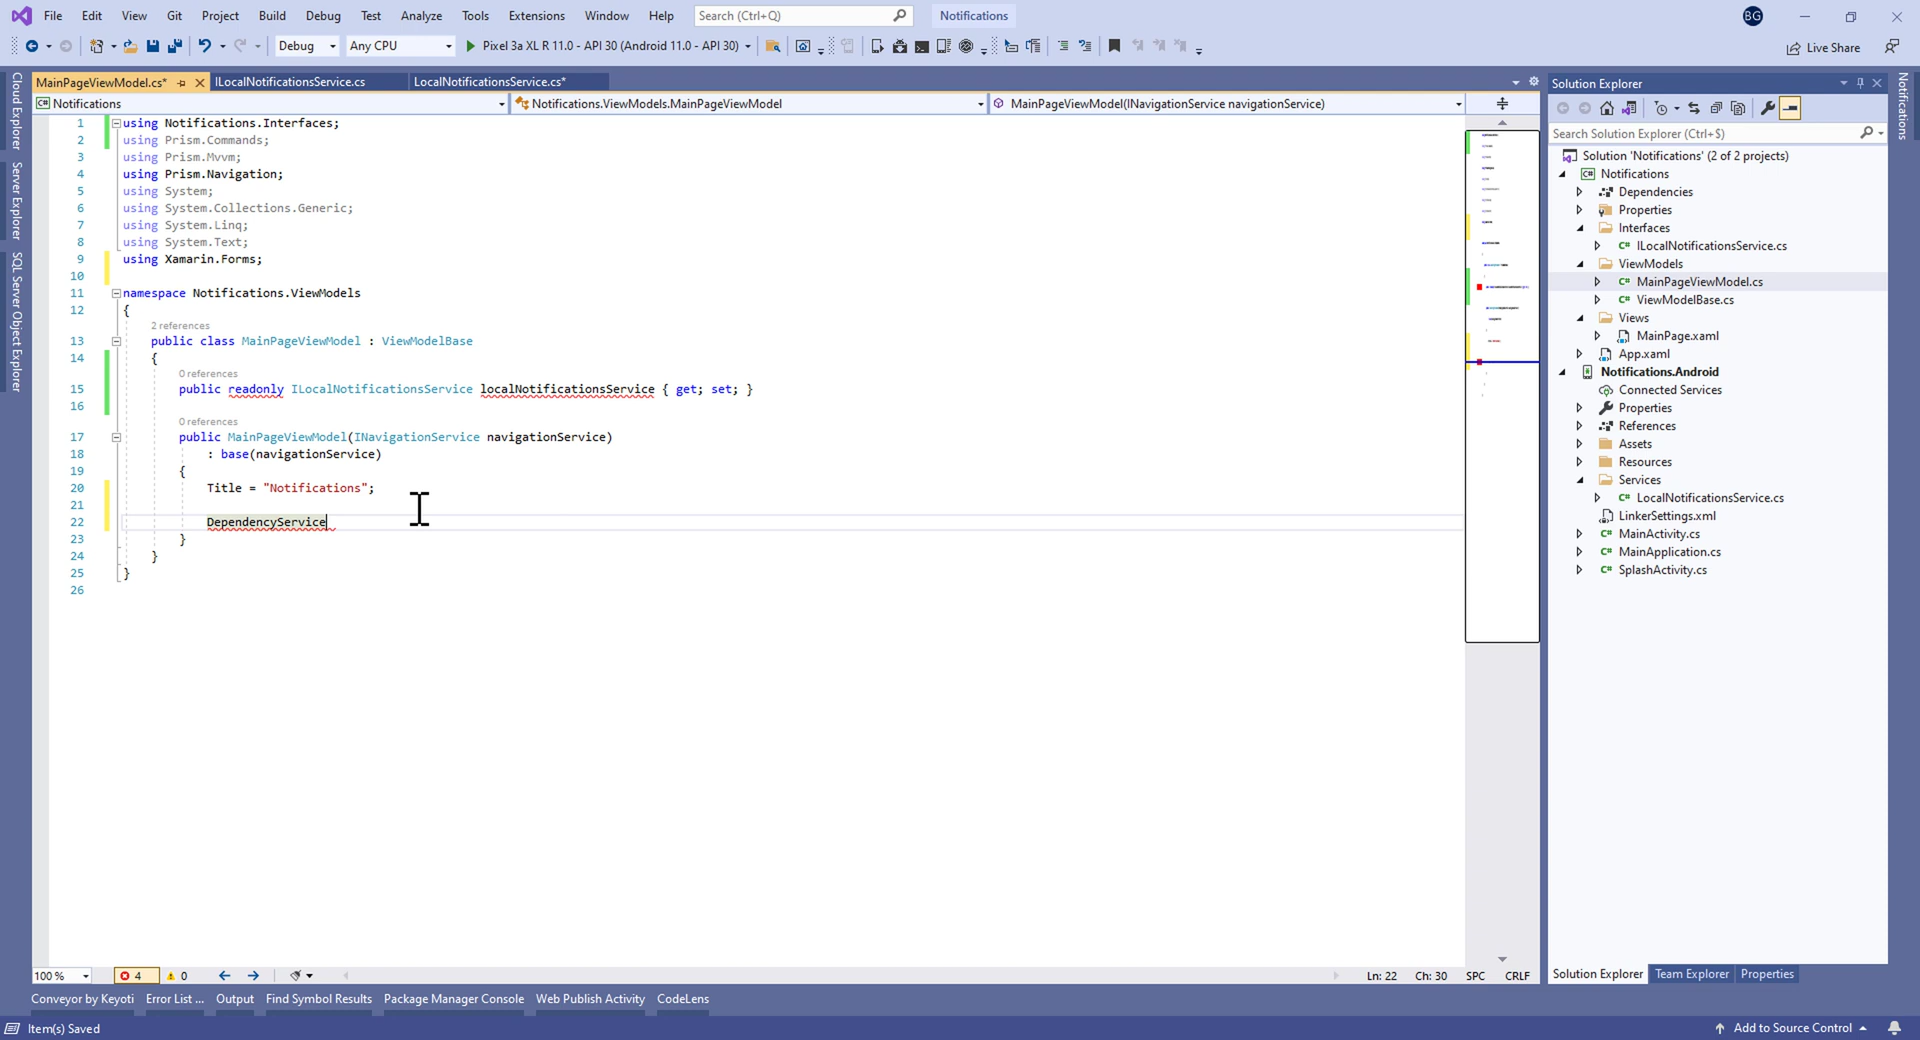 File Edit View Git Project Build Debug Test Analyze Tools Extensions Window Help Search (Ctrl+Q) Notifications BG
Debug Any CPU Pixel 3a XL R 11.0 - API 30 (Android 11.0 - API 30) Live Share
Cloud Explorer
Server Explorer
SQL Server Object Explorer
MainPageViewModel.cs* ILocalNotificationsService.cs LocalNotificationsService.cs*
C# Notifications Notifications.ViewModels.MainPageViewModel MainPageViewModel(INavigationService navigationService)
1 using Notifications.Interfaces;
2 using Prism.Commands;
3 using Prism.Mvvm;
4 using Prism.Navigation;
5 using System;
6 using System.Collections.Generic;
7 using System.Linq;
8 using System.Text;
9 using Xamarin.Forms;
10
11 namespace Notifications.ViewModels
12 {
2 references
13 public class MainPageViewModel : ViewModelBase
14 {
0 references
15 public readonly ILocalNotificationsService localNotificationsService { get; set; }
16
0 references
17 public MainPageViewModel(INavigationService navigationService)
18 : base(navigationService)
19 {
20 Title = "Notifications";
21
22 DependencyService
23 }
24 }
25 }
26
100 % 4 0 Ln: 22 Ch: 30 SPC CRLF
Solution Explorer
Search Solution Explorer (Ctrl+$)
Solution 'Notifications' (2 of 2 projects)
C# Notifications
Dependencies
Properties
Interfaces
C# ILocalNotificationsService.cs
ViewModels
C# MainPageViewModel.cs
C# ViewModelBase.cs
Views
MainPage.xaml
App.xaml
Notifications.Android
Connected Services
Properties
References
Assets
Resources
Services
C# LocalNotificationsService.cs
LinkerSettings.xml
C# MainActivity.cs
C# MainApplication.cs
C# SplashActivity.cs
Solution Explorer Team Explorer Properties
Notifications
Conveyor by Keyoti Error List ... Output Find Symbol Results Package Manager Console Web Publish Activity CodeLens
Item(s) Saved Add to Source Control